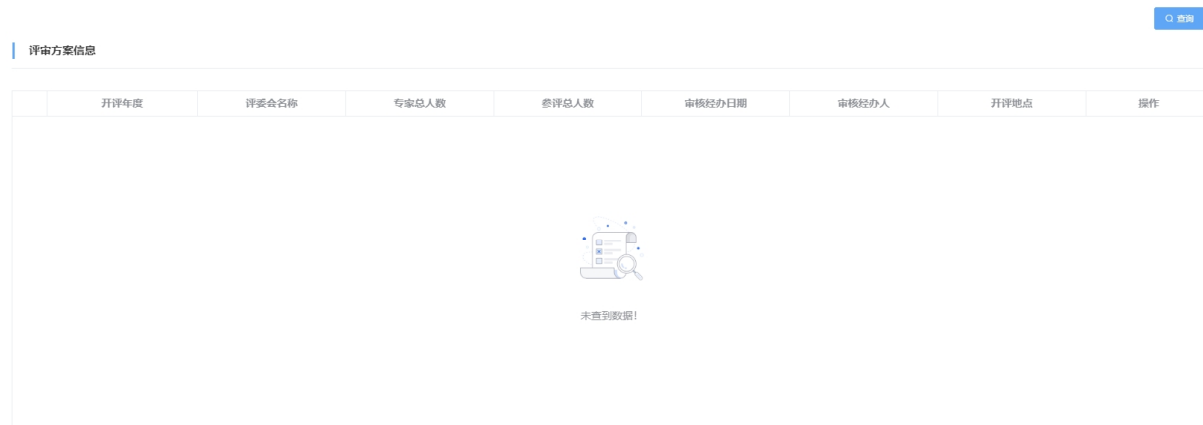 查询
评审方案信息
开评年度 评委会名称 专家总人数 参评总人数 审核经办日期 审核经办人 开评地点 操作
未查到数据!